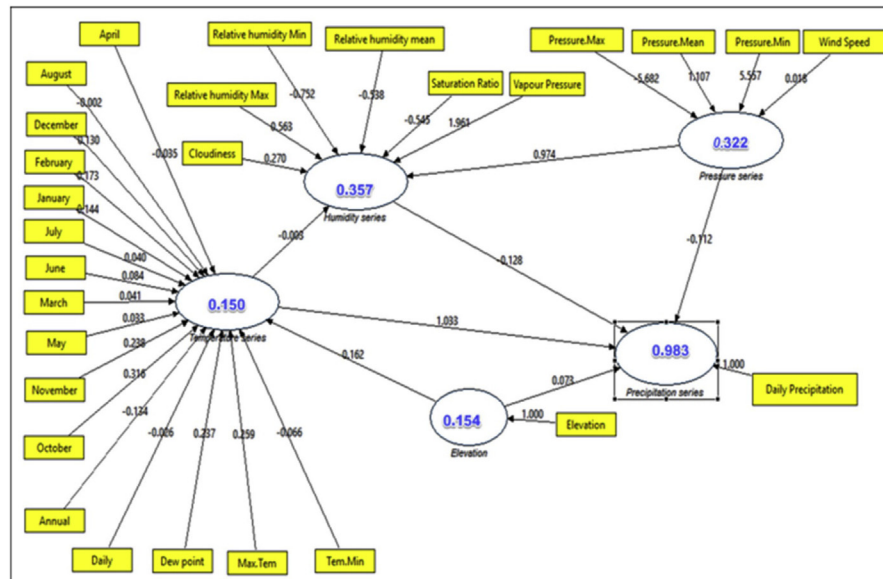 April
Relative humidity Min
Relative humidity mean
Pressure.Max
Pressure.Mean
Pressure.Min
Wind Speed
August
-5.682
1.107
5.557
0.018
Relative humidity Max
-0.752
-0.538
Saturation Ratio
Vapour Pressure
-0.002
December
0.563
-0.545
1.961
0.130
-0.035
Cloudiness
0.270
0.974
0.322
Pressure series
February
0.173
0.357
Humidity series
January
0.144
July
-0.003
-0.112
0.040
-0.128
June
0.084
March
0.041
0.150
Temperature series
1.033
May
0.033
0.983
Precipitation series
1.000
Daily Precipitation
November
0.238
0.162
0.073
0.316
0.154
Elevation
1.000
Elevation
October
-0.134
-0.026
0.237
0.259
-0.066
Annual
Daily
Dew point
Max.Tem
Tem.Min